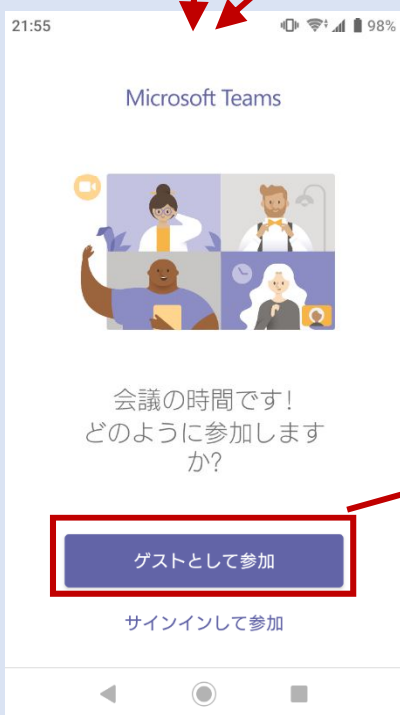 21:55
98%
Microsoft Teams
会議の時間です!
どのように参加します
か?
ゲストとして参加
サインインして参加